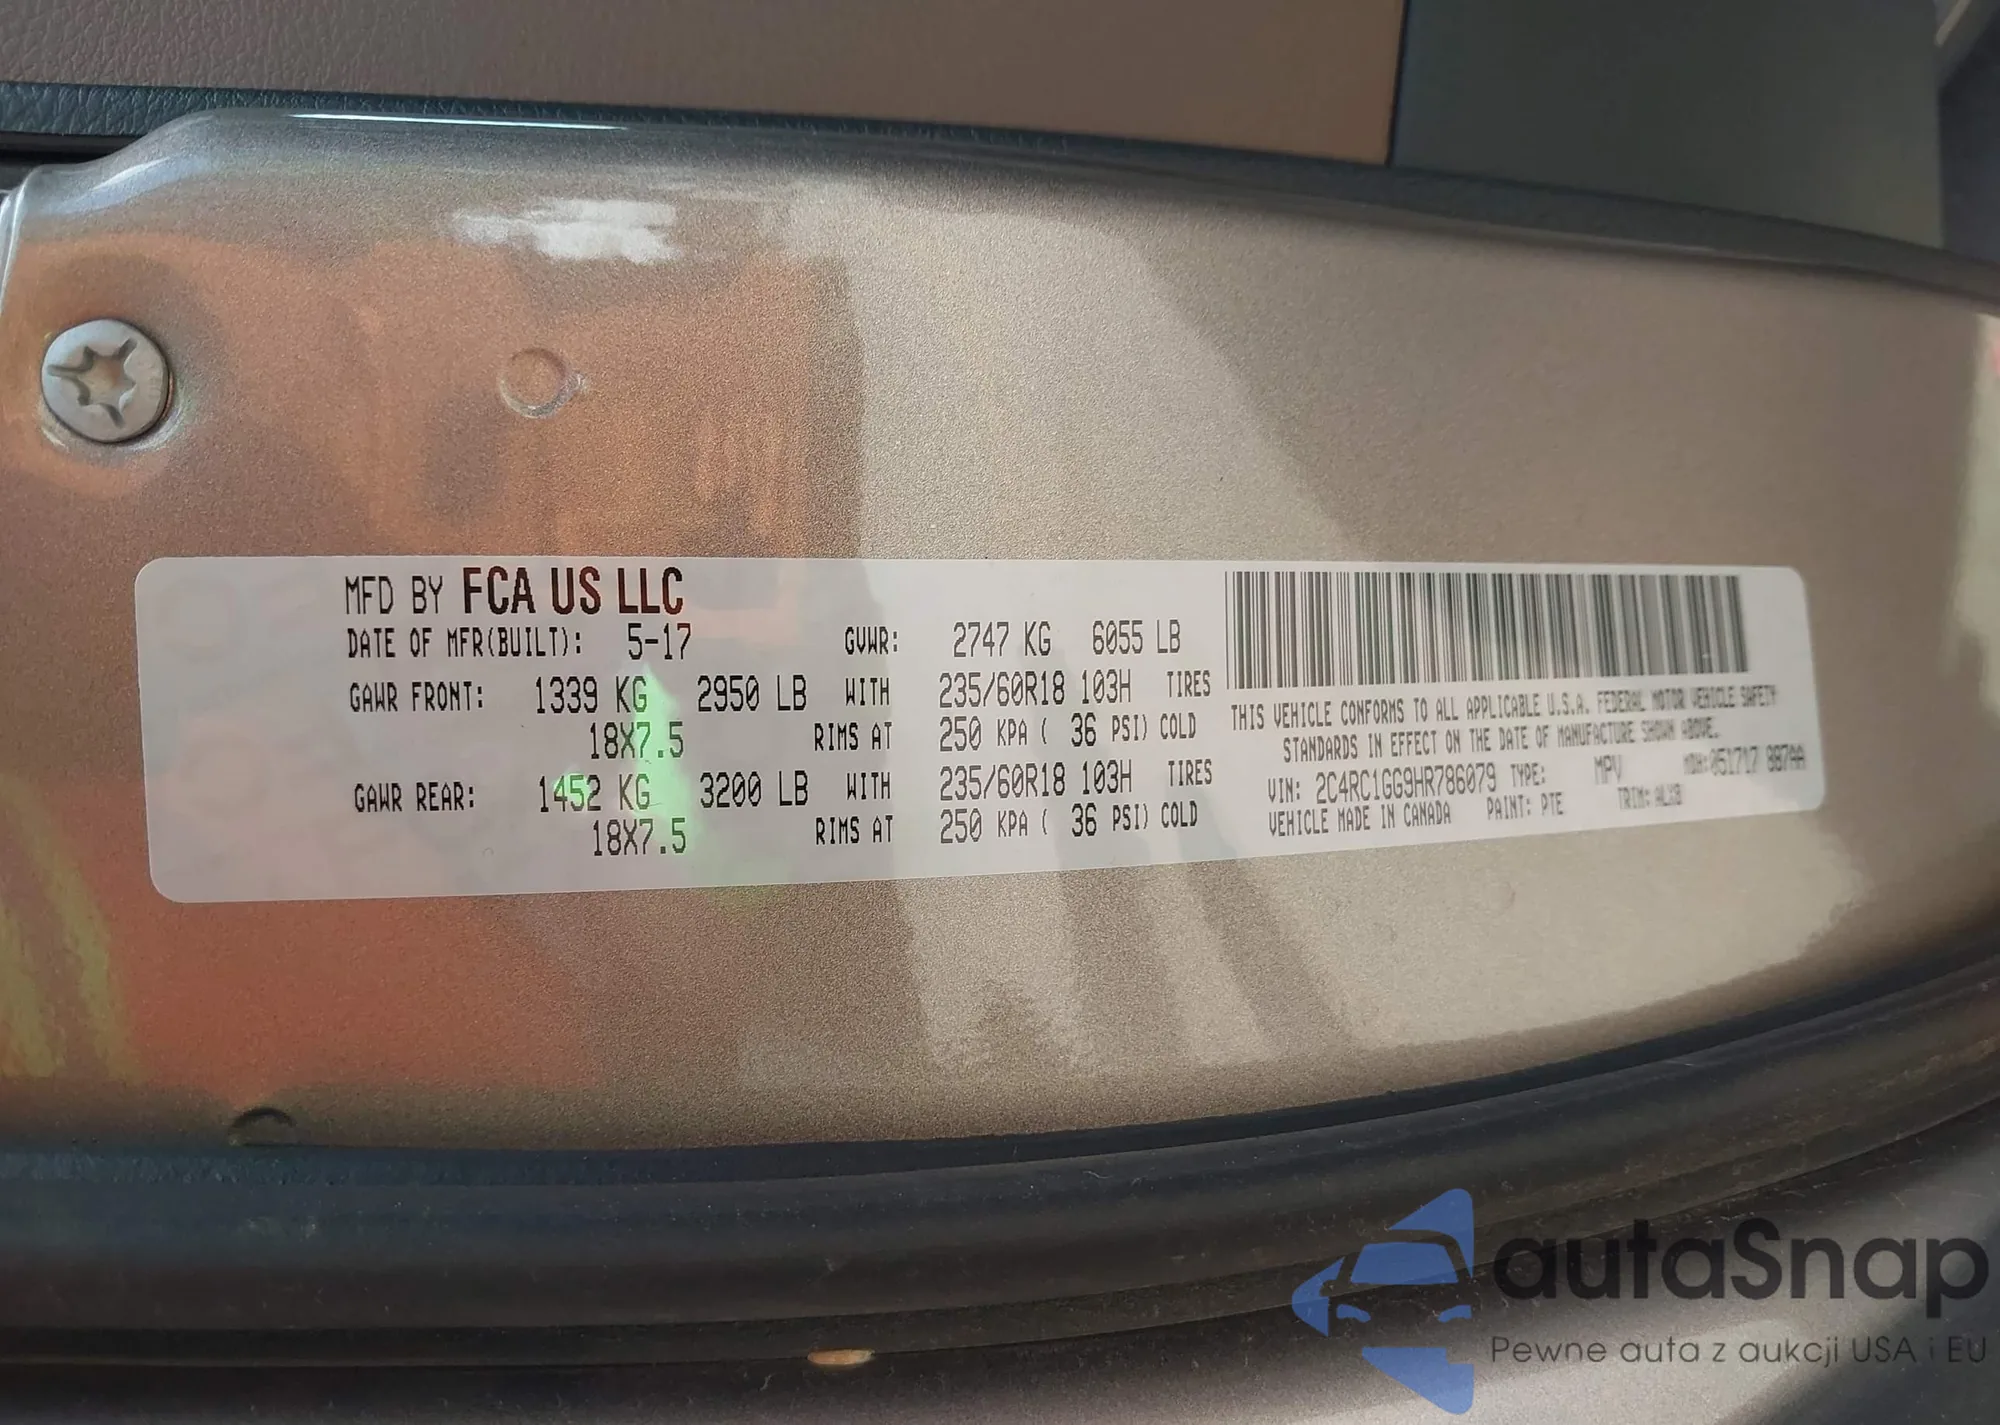 MFD BY FCA US LLC
DATE OF MFR(BUILT): 5-17 GVWR: 2747 KG 6055 LB
GAWR FRONT: 1339 KG 2950 LB WITH 235/60R18 103H TIRES
18X7.5 RIMS AT 250 KPA ( 36 PSI) COLD
GAWR REAR: 1452 KG 3200 LB WITH 235/60R18 103H TIRES
18X7.5 RIMS AT 250 KPA ( 36 PSI) COLD
THIS VEHICLE CONFORMS TO ALL APPLICABLE U.S.A. FEDERAL MOTOR VEHICLE SAFETY
STANDARDS IN EFFECT ON THE DATE OF MANUFACTURE SHOWN ABOVE.
VIN: 2C4RC1GG9HR786079 TYPE: MPV MDH:051717
VEHICLE MADE IN CANADA PAINT: PTE TRIM:
autaSnap
Pewne auta z aukcji USA i EU